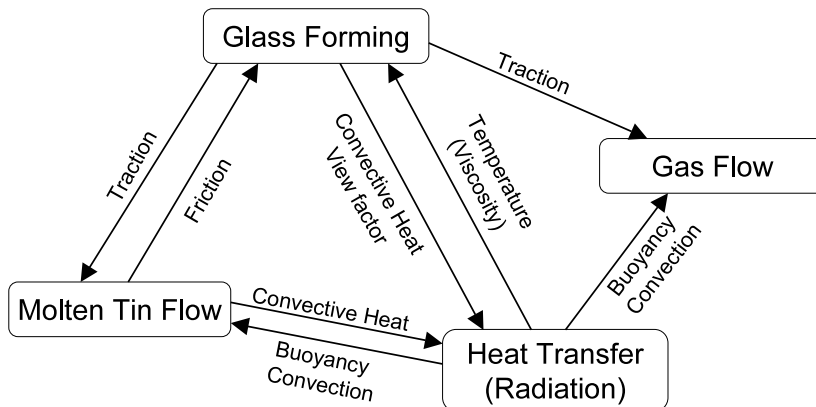 Glass Forming
Traction
Traction
Friction
Convective Heat
View factor
Temperature
(Viscosity)
Gas Flow
Buoyancy
Convection
Molten Tin Flow
Convective Heat
Buoyancy
Convection
Heat Transfer
(Radiation)